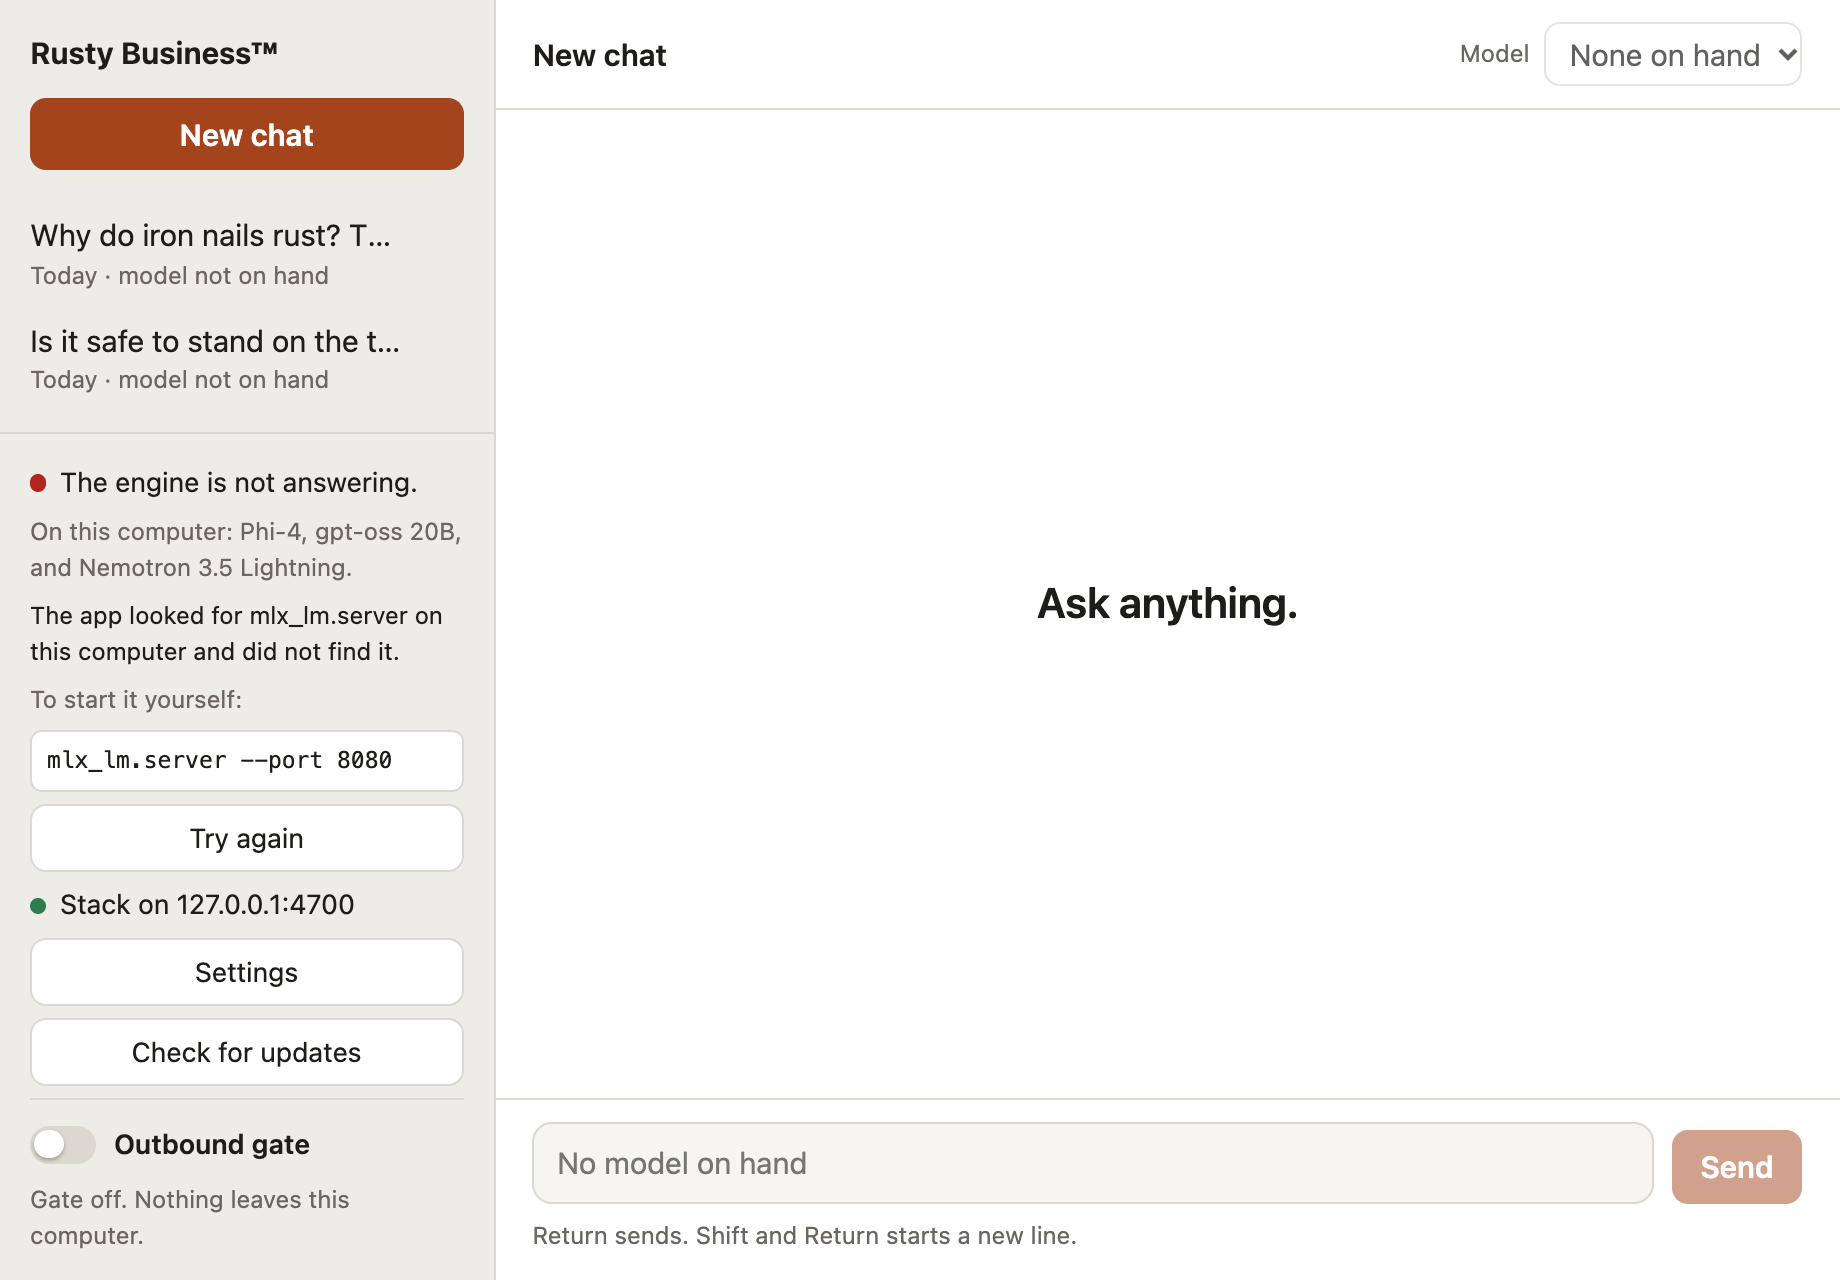 Rusty Business™
New chat
Why do iron nails rust? T...
Today · model not on hand
Is it safe to stand on the t...
Today · model not on hand
The engine is not answering.
On this computer: Phi-4, gpt-oss 20B,
and Nemotron 3.5 Lightning.
The app looked for mlx_lm.server on
this computer and did not find it.
To start it yourself:
mlx_lm.server --port 8080
Try again
Stack on 127.0.0.1:4700
Settings
Check for updates
Outbound gate
Gate off. Nothing leaves this
computer.
New chat
Model
None on hand
Ask anything.
No model on hand
Send
Return sends. Shift and Return starts a new line.